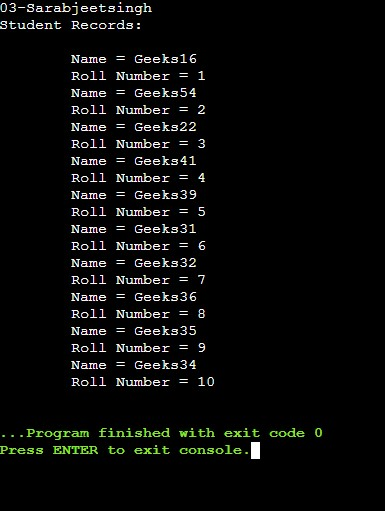 03-Sarabjeetsingh
Student Records:
Name = Geeks16
Roll Number = 1
Name = Geeks54
Roll Number = 2
Name = Geeks22
Roll Number = 3
Name = Geeks41
Roll Number = 4
Name = Geeks39
Roll Number = 5
Name = Geeks31
Roll Number = 6
Name = Geeks32
Roll Number = 7
Name = Geeks36
Roll Number = 8
Name = Geeks35
Roll Number = 9
Name = Geeks34
Roll Number = 10
...Program finished with exit code 0
Press ENTER to exit console.